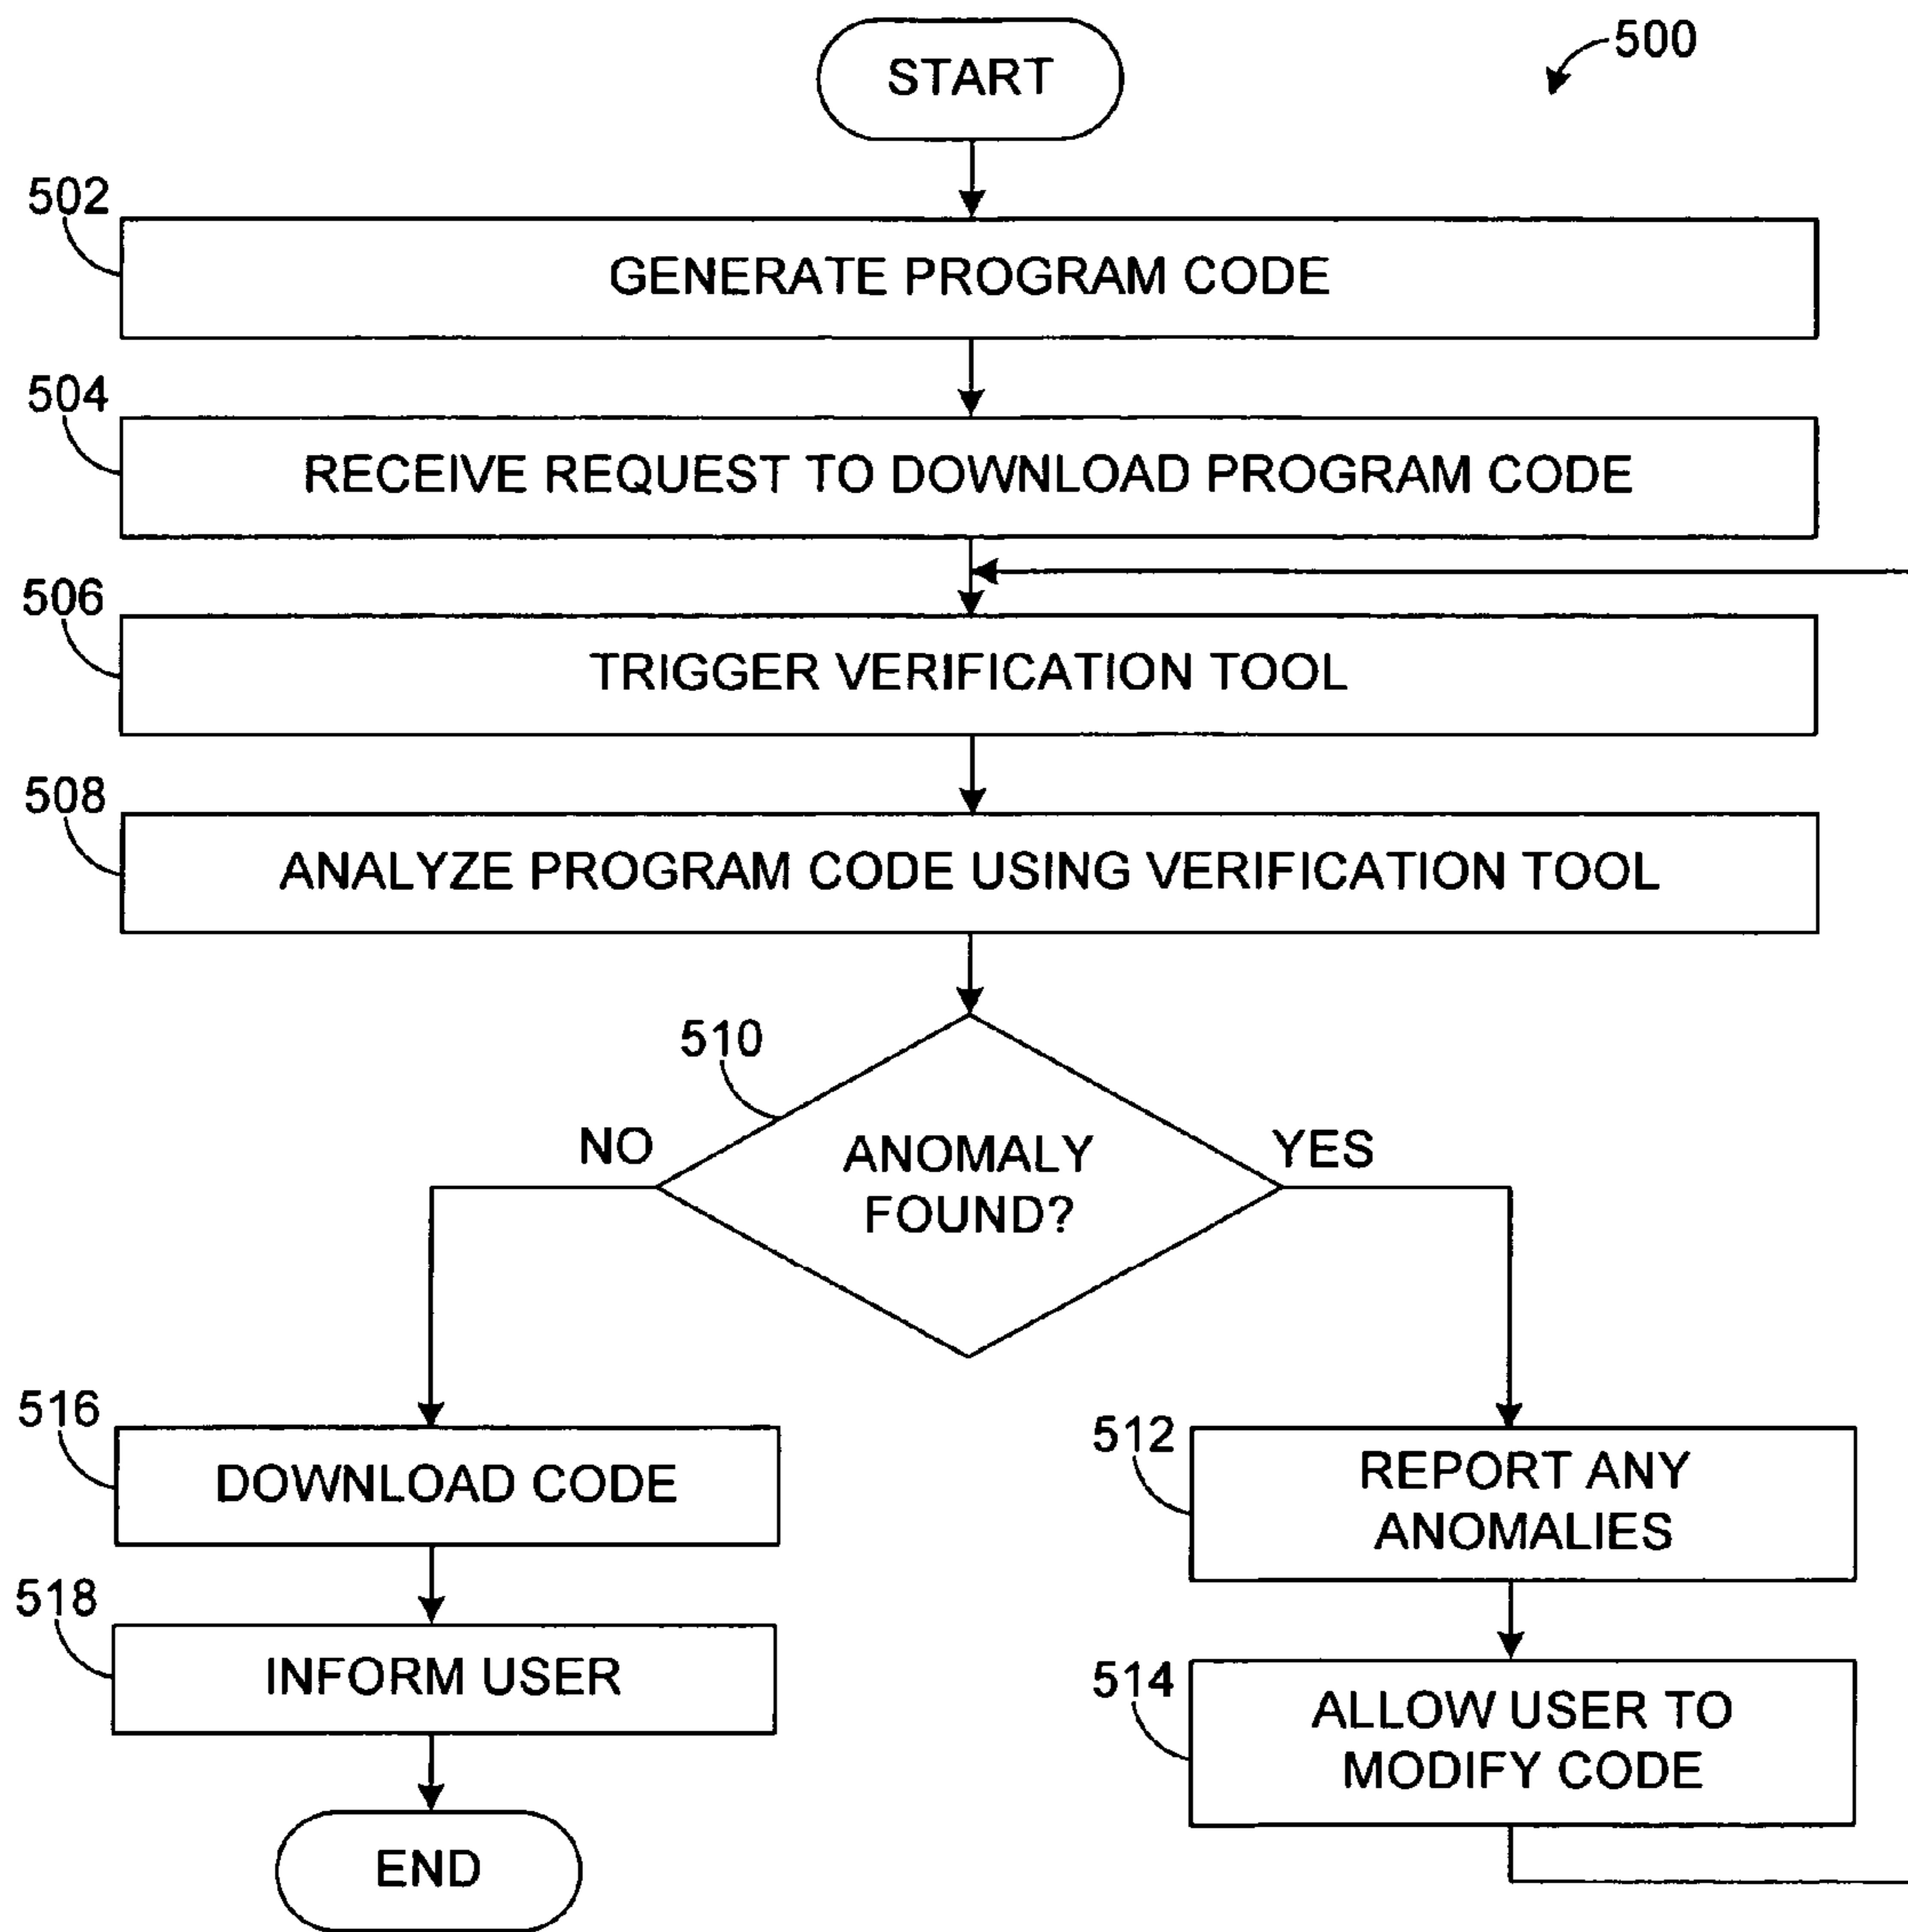 START
500
502
GENERATE PROGRAM CODE
504
RECEIVE REQUEST TO DOWNLOAD PROGRAM CODE
506
TRIGGER VERIFICATION TOOL
508
ANALYZE PROGRAM CODE USING VERIFICATION TOOL
510
NO
ANOMALY
FOUND?
YES
516
DOWNLOAD CODE
512
REPORT ANY
ANOMALIES
518
INFORM USER
514
ALLOW USER TO
MODIFY CODE
END